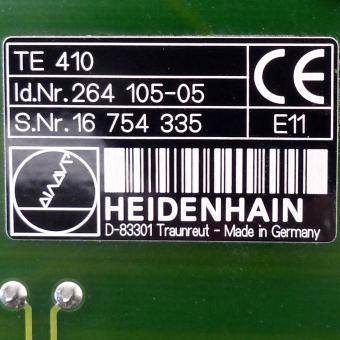 TE 410
CE
Id.Nr. 264 105-05
S.Nr. 16 754 335
E11
HEIDENHAIN
D-83301 Traunreut - Made in Germany